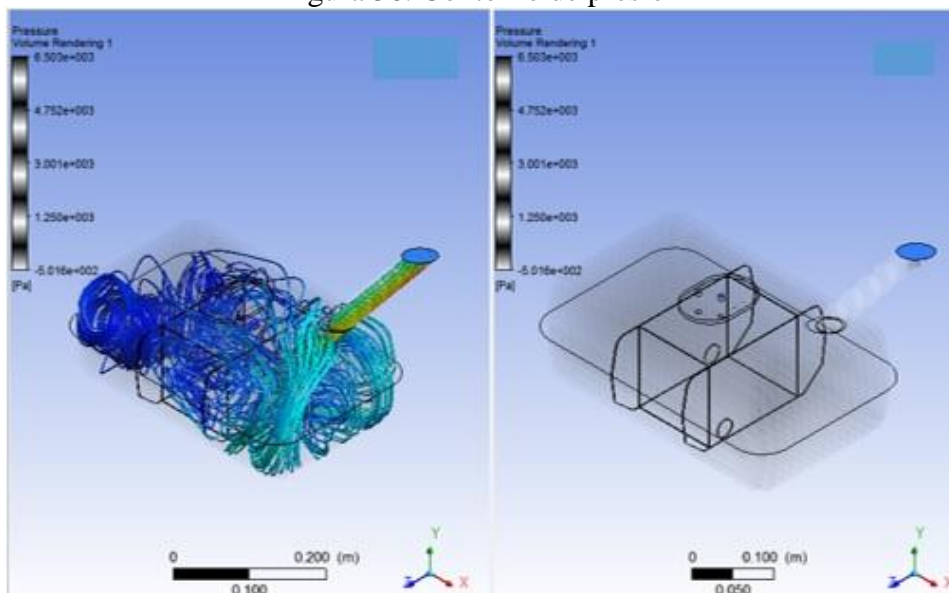 Pressure
Volume Rendering 1
6.503e+003
4.752e+003
3.001e+003
1.250e+003
-5.016e+002
[Pa]
0 0.200 (m)
0.100
Y
Z X
Pressure
Volume Rendering 1
6.503e+003
4.752e+003
3.001e+003
1.250e+003
-5.016e+002
[Pa]
0 0.100 (m)
0.050
Y
Z X